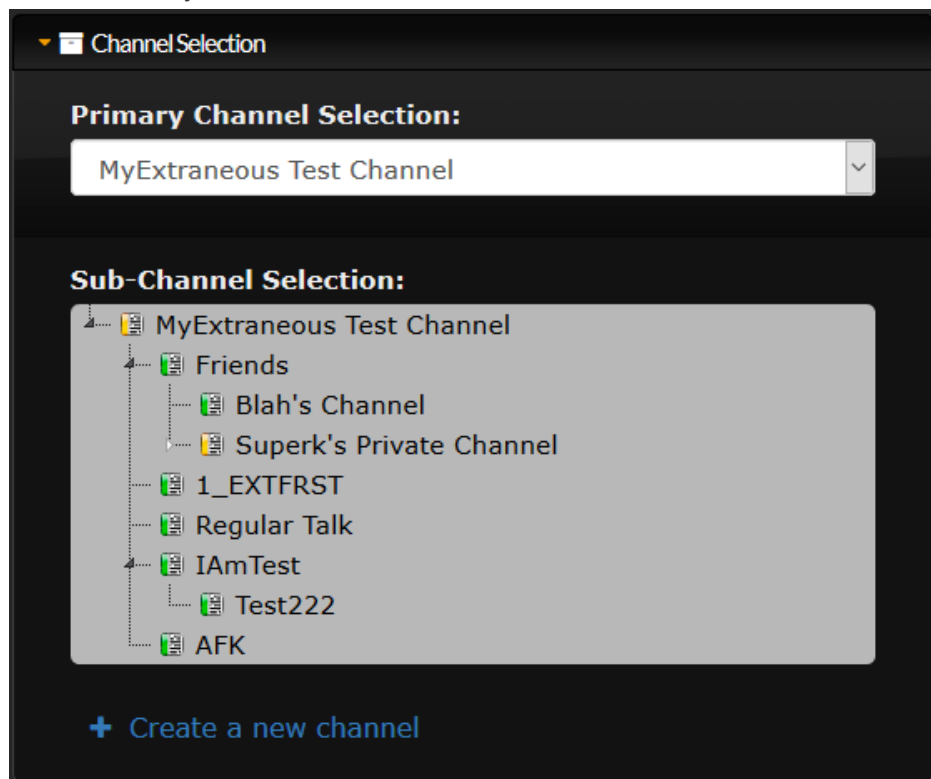 Channel Selection
Primary Channel Selection:
MyExtraneous Test Channel
Sub-Channel Selection:
MyExtraneous Test Channel
Friends
Blah's Channel
Superk's Private Channel
1_EXTFRST
Regular Talk
IAmTest
Test222
AFK
+ Create a new channel